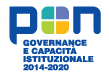 pon
GOVERNANCE
E CAPACITÀ
ISTITUZIONALE
2014-2020